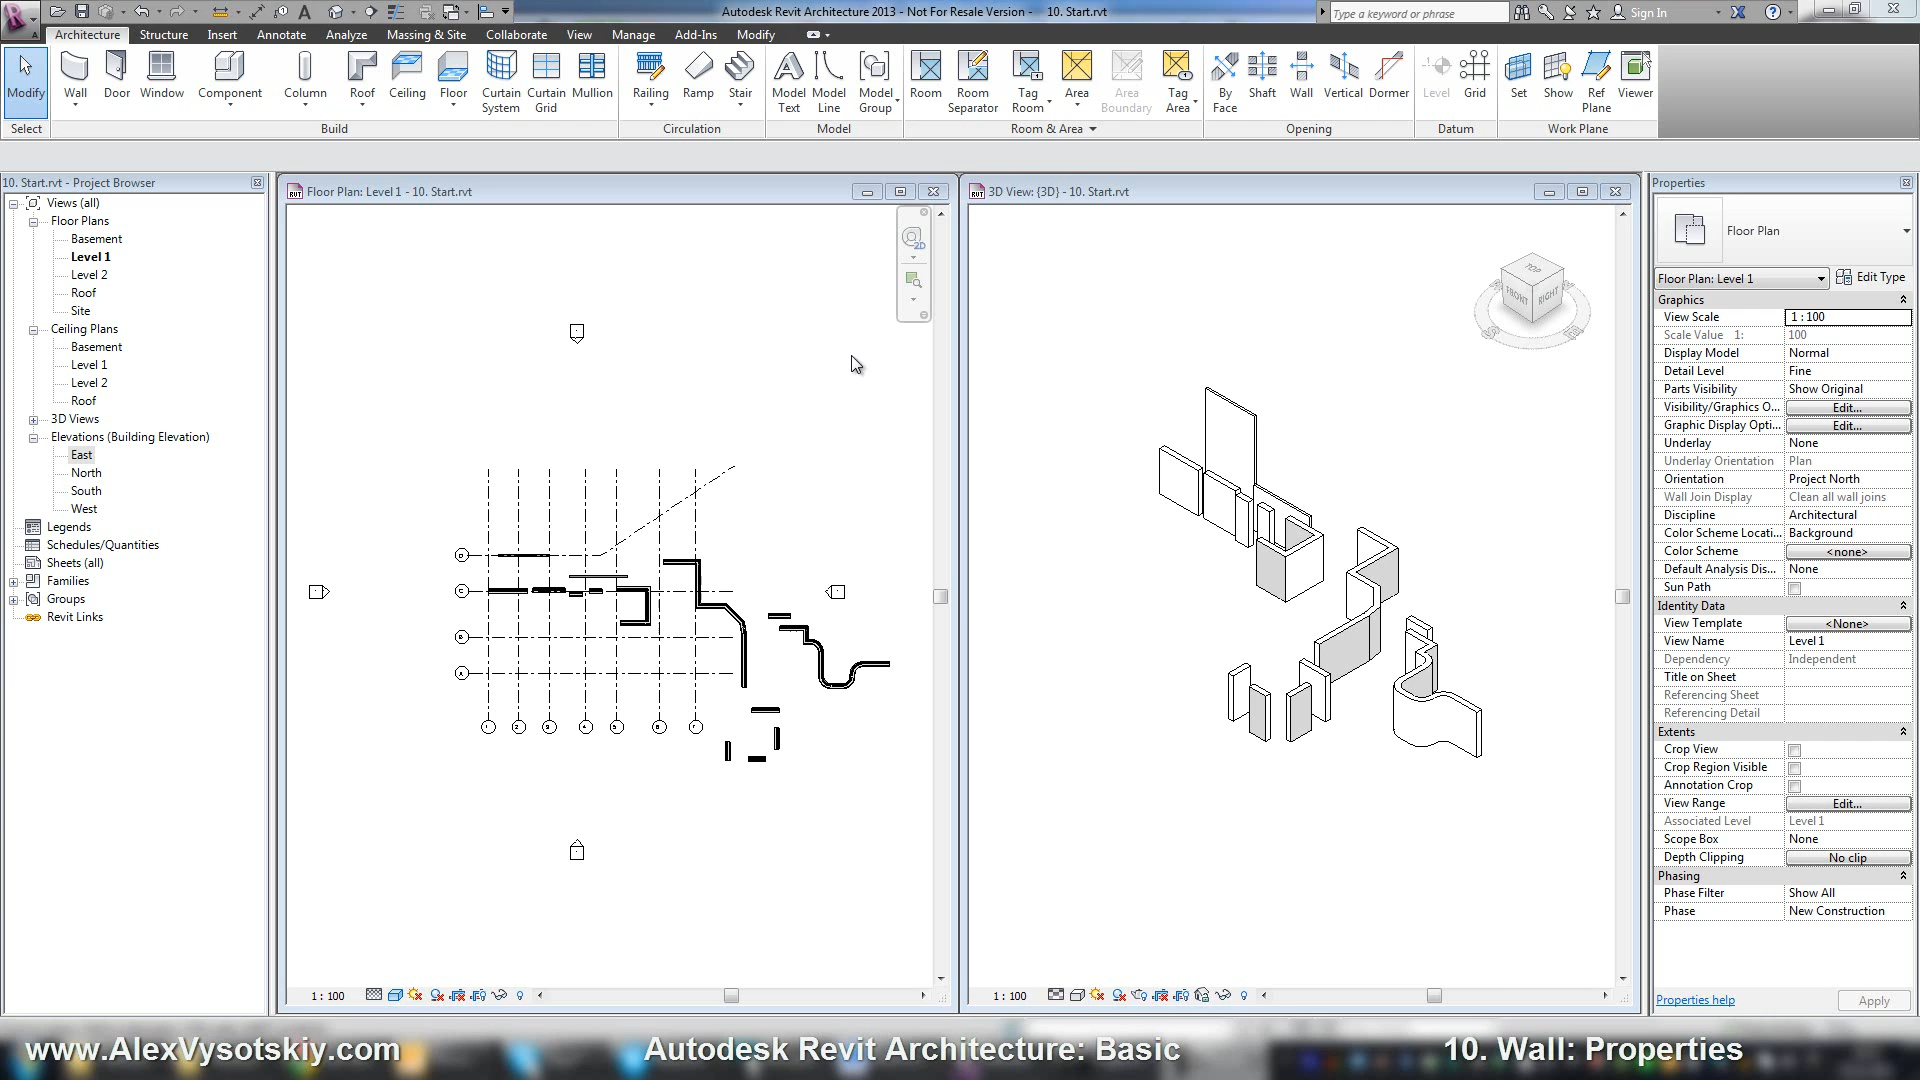 Autodesk Revit Architecture 2013 - Not For Resale Version - 10. Start.rvt
Type a keyword or phrase
Sign In
Architecture Structure Insert Annotate Analyze Massing & Site Collaborate View Manage Add-Ins Modify
Modify Wall Door Window Component Column Roof Ceiling Floor Curtain System Curtain Grid Mullion Railing Ramp Stair Model Text Model Line Model Group Room Room Separator Tag Room Area Area Boundary Tag Area By Face Shaft Wall Vertical Dormer Level Grid Set Show Ref Plane Viewer
Select Build Circulation Model Room & Area Opening Datum Work Plane
10. Start.rvt - Project Browser
Views (all)
Floor Plans
Basement
Level 1
Level 2
Roof
Site
Ceiling Plans
Basement
Level 1
Level 2
Roof
3D Views
Elevations (Building Elevation)
East
North
South
West
Legends
Schedules/Quantities
Sheets (all)
Families
Groups
Revit Links
Floor Plan: Level 1 - 10. Start.rvt
2D
1 : 100
3D View: {3D} - 10. Start.rvt
TOP
FRONT RIGHT
1 : 100
Properties
Floor Plan
Floor Plan: Level 1 Edit Type
Graphics
View Scale 1 : 100
Scale Value 1: 100
Display Model Normal
Detail Level Fine
Parts Visibility Show Original
Visibility/Graphics O... Edit...
Graphic Display Opti... Edit...
Underlay None
Underlay Orientation Plan
Orientation Project North
Wall Join Display Clean all wall joins
Discipline Architectural
Color Scheme Locati... Background
Color Scheme <none>
Default Analysis Dis... None
Sun Path
Identity Data
View Template <None>
View Name Level 1
Dependency Independent
Title on Sheet
Referencing Sheet
Referencing Detail
Extents
Crop View
Crop Region Visible
Annotation Crop
View Range Edit...
Associated Level Level 1
Scope Box None
Depth Clipping No clip
Phasing
Phase Filter Show All
Phase New Construction
Properties help Apply
www.AlexVysotskiy.com Autodesk Revit Architecture: Basic 10. Wall: Properties